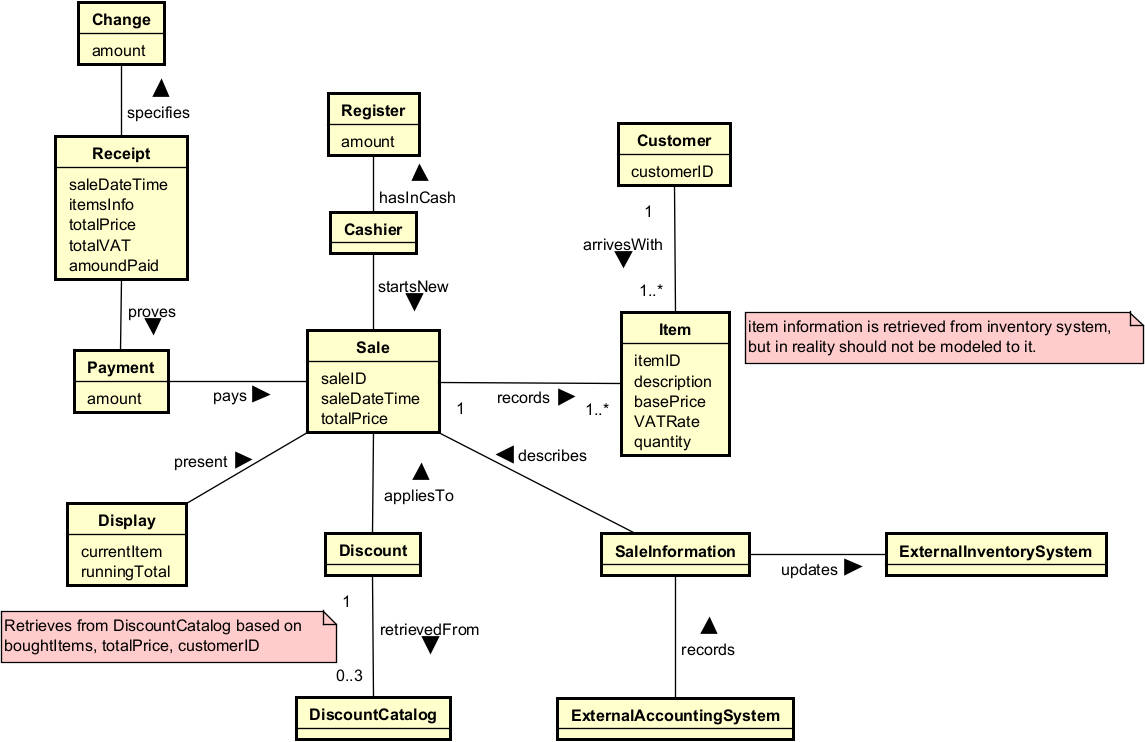 Change
amount
specifies
Receipt
saleDateTime
itemsInfo
totalPrice
totalVAT
amoundPaid
proves
Payment
amount
pays
Register
amount
hasInCash
Cashier
startsNew
Sale
saleID
saleDateTime
totalPrice
1
records
1..*
Customer
customerID
1
arrivesWith
1..*
Item
itemID
description
basePrice
VATRate
quantity
item information is retrieved from inventory system,
but in reality should not be modeled to it.
present
Display
currentItem
runningTotal
appliesTo
describes
Discount
1
retrievedFrom
0..3
DiscountCatalog
Retrieves from DiscountCatalog based on
boughtItems, totalPrice, customerID
SaleInformation
updates
ExternalInventorySystem
records
ExternalAccountingSystem